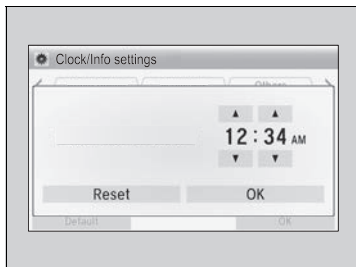 Clock/Info settings
Others
▲ ▲
12 : 34 AM
▼ ▼
Reset OK
Default OK